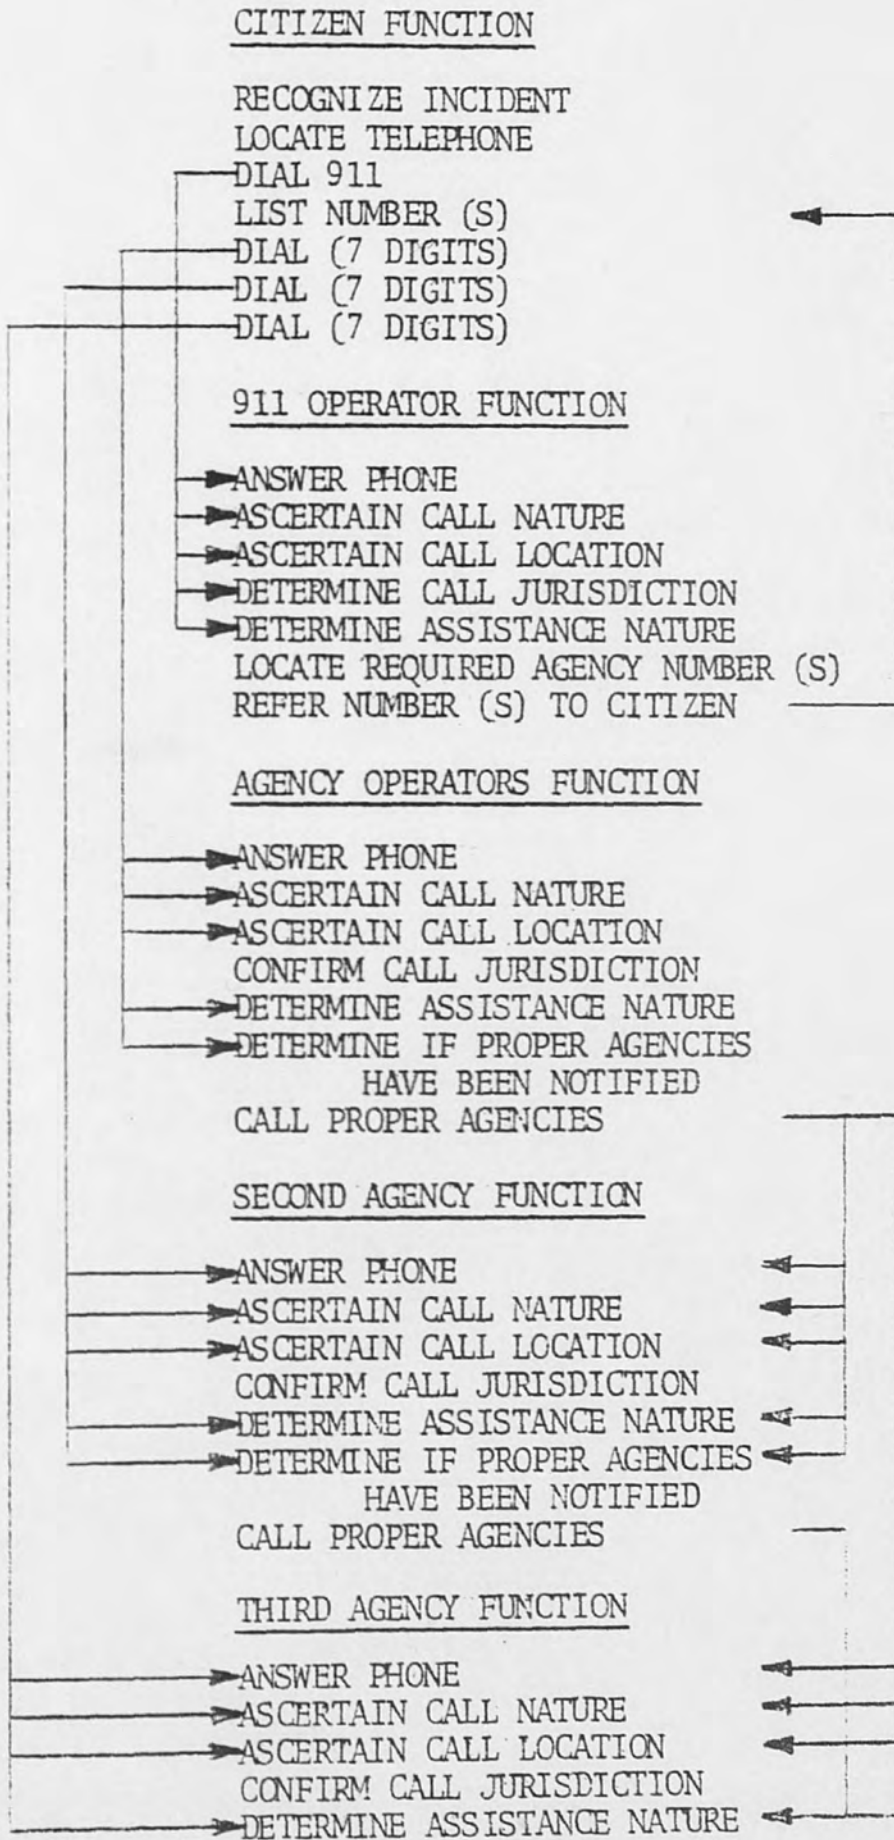 CITIZEN FUNCTION
RECOGNIZE INCIDENT
LOCATE TELEPHONE
DIAL 911
LIST NUMBER (S)
DIAL (7 DIGITS)
DIAL (7 DIGITS)
DIAL (7 DIGITS)
911 OPERATOR FUNCTION
ANSWER PHONE
ASCERTAIN CALL NATURE
ASCERTAIN CALL LOCATION
DETERMINE CALL JURISDICTION
DETERMINE ASSISTANCE NATURE
LOCATE REQUIRED AGENCY NUMBER (S)
REFER NUMBER (S) TO CITIZEN
AGENCY OPERATORS FUNCTION
ANSWER PHONE
ASCERTAIN CALL NATURE
ASCERTAIN CALL LOCATION
CONFIRM CALL JURISDICTION
DETERMINE ASSISTANCE NATURE
DETERMINE IF PROPER AGENCIES
HAVE BEEN NOTIFIED
CALL PROPER AGENCIES
SECOND AGENCY FUNCTION
ANSWER PHONE
ASCERTAIN CALL NATURE
ASCERTAIN CALL LOCATION
CONFIRM CALL JURISDICTION
DETERMINE ASSISTANCE NATURE
DETERMINE IF PROPER AGENCIES
HAVE BEEN NOTIFIED
CALL PROPER AGENCIES
THIRD AGENCY FUNCTION
ANSWER PHONE
ASCERTAIN CALL NATURE
ASCERTAIN CALL LOCATION
CONFIRM CALL JURISDICTION
DETERMINE ASSISTANCE NATURE